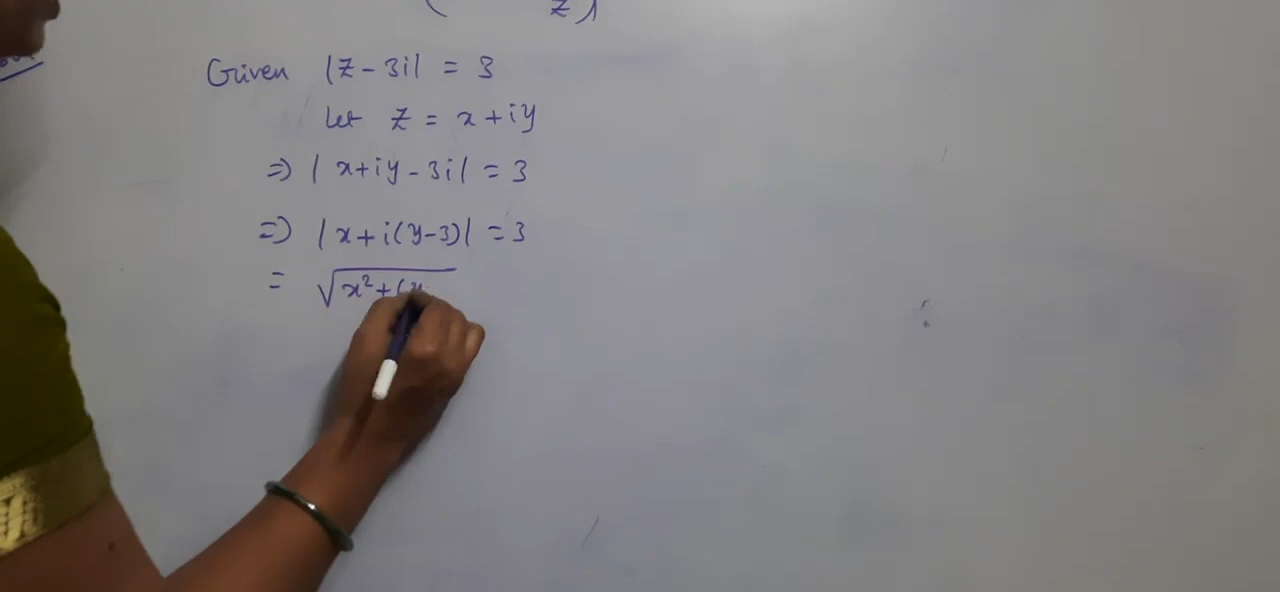 z)
Given |z - 3i| = 3
Let z = x + iy
⇒ | x + iy - 3i| = 3
⇒ | x + i(y-3)| = 3
= √x² + (y